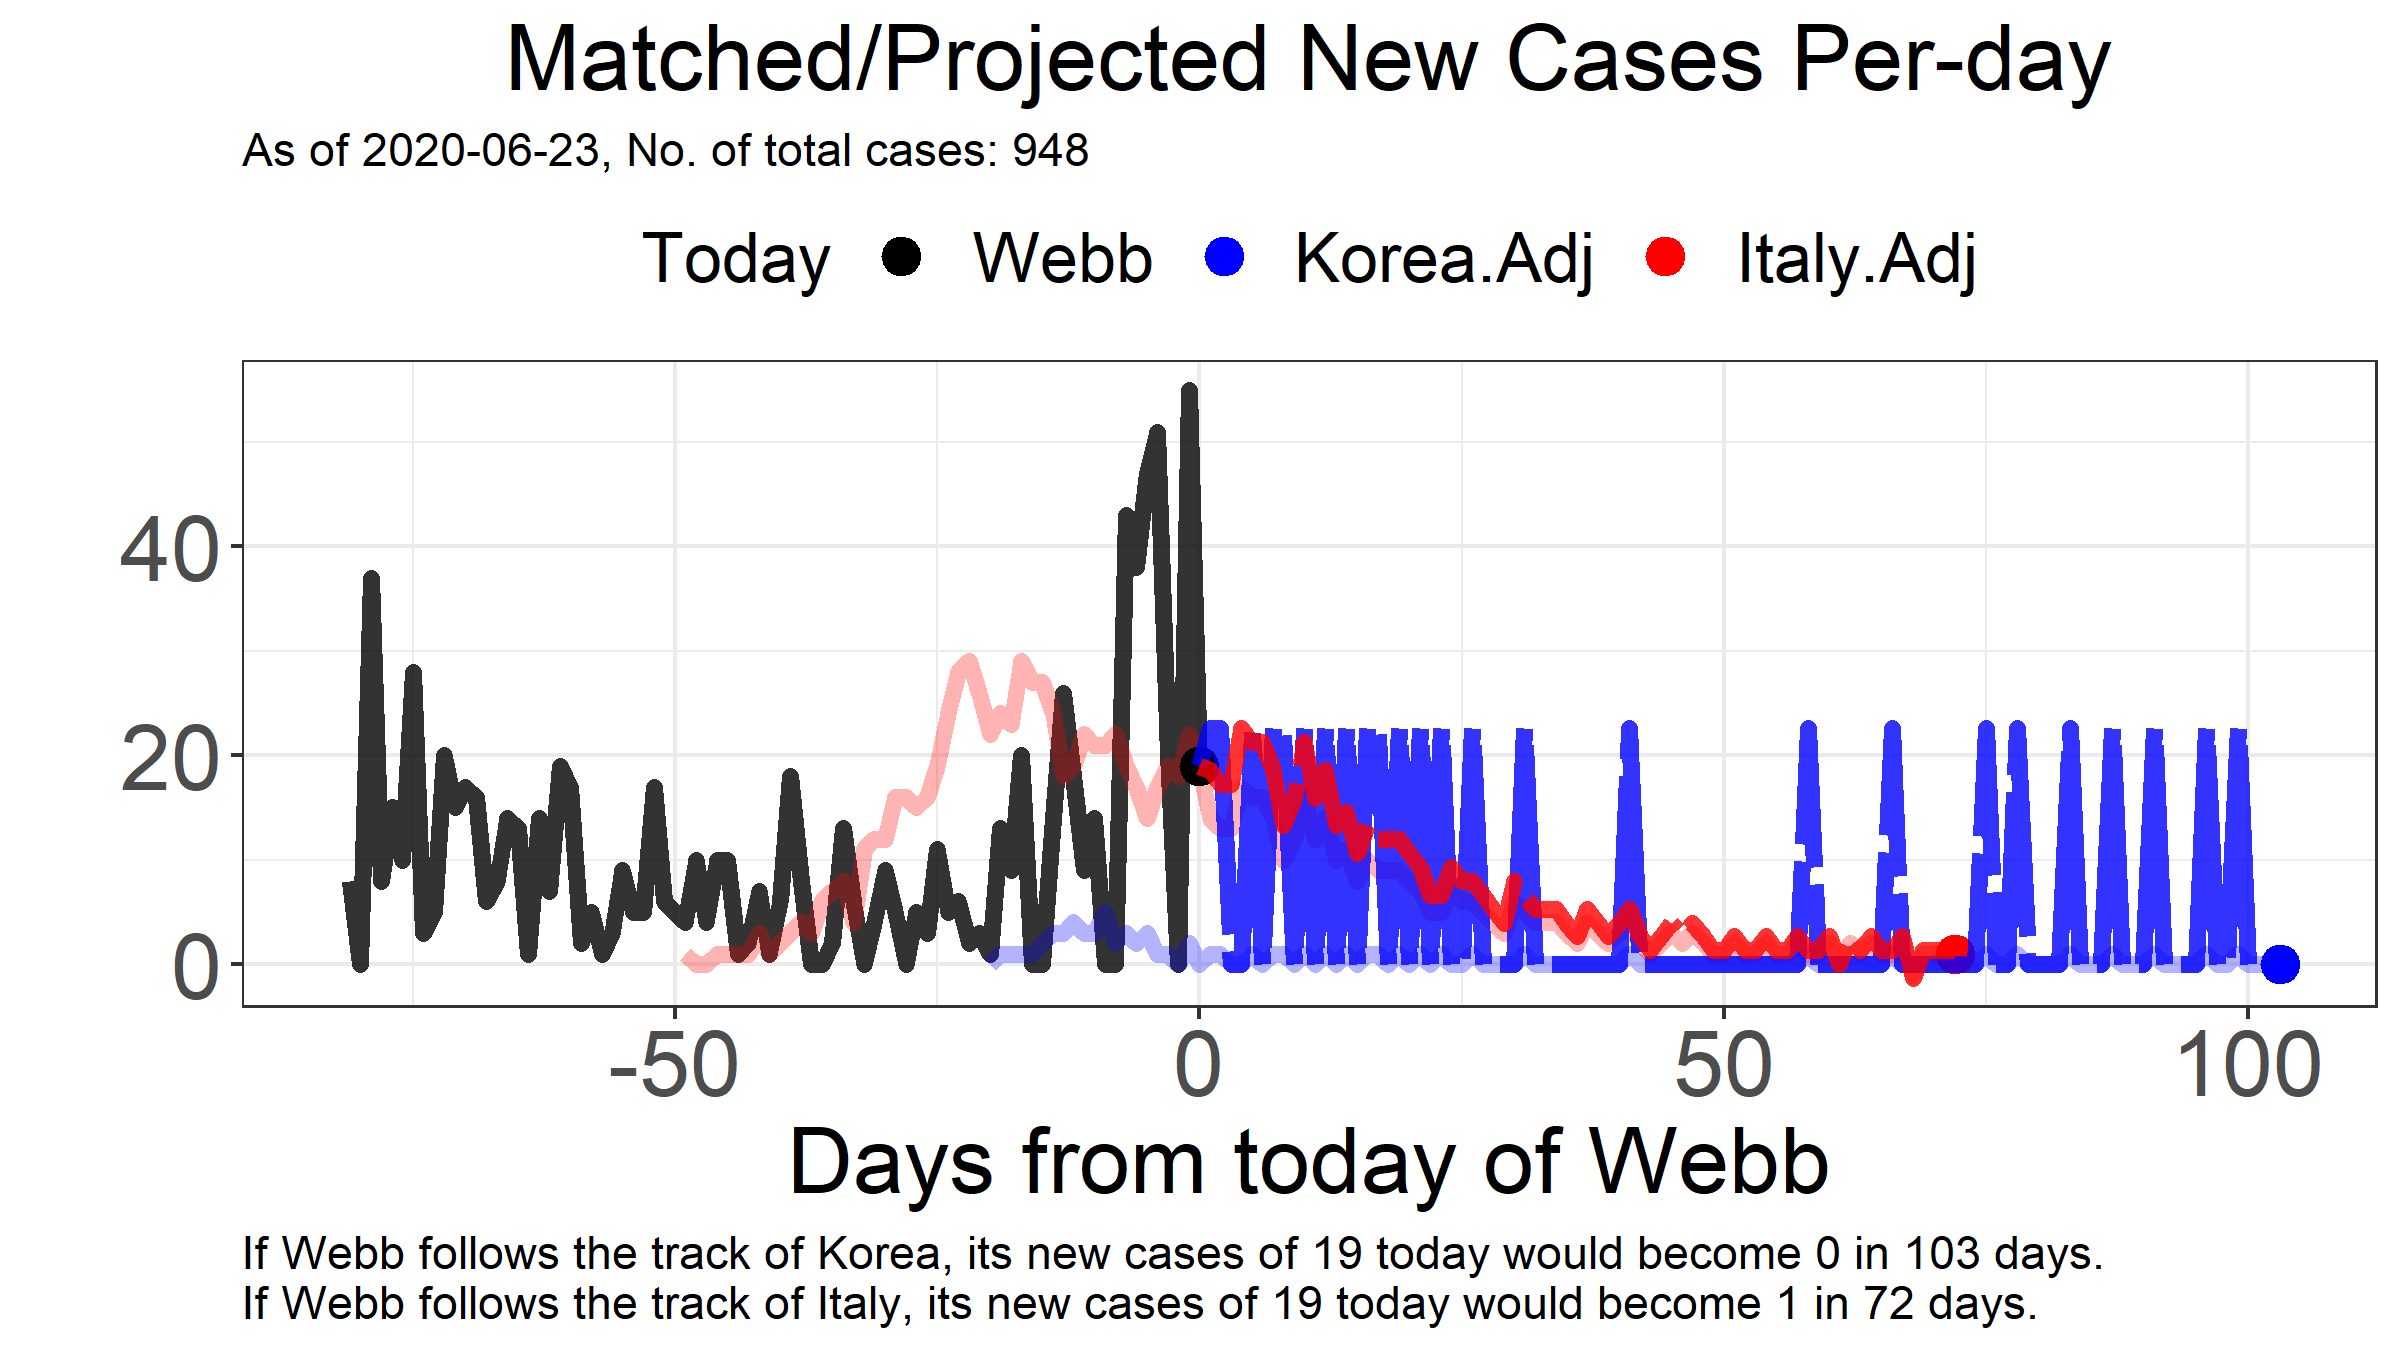 Matched/Projected New Cases Per-day
As of 2020-06-23, No. of total cases: 948
Today Webb Korea.Adj Italy.Adj
40
20
0
-50 0 50 100
Days from today of Webb
If Webb follows the track of Korea, its new cases of 19 today would become 0 in 103 days.
If Webb follows the track of Italy, its new cases of 19 today would become 1 in 72 days.